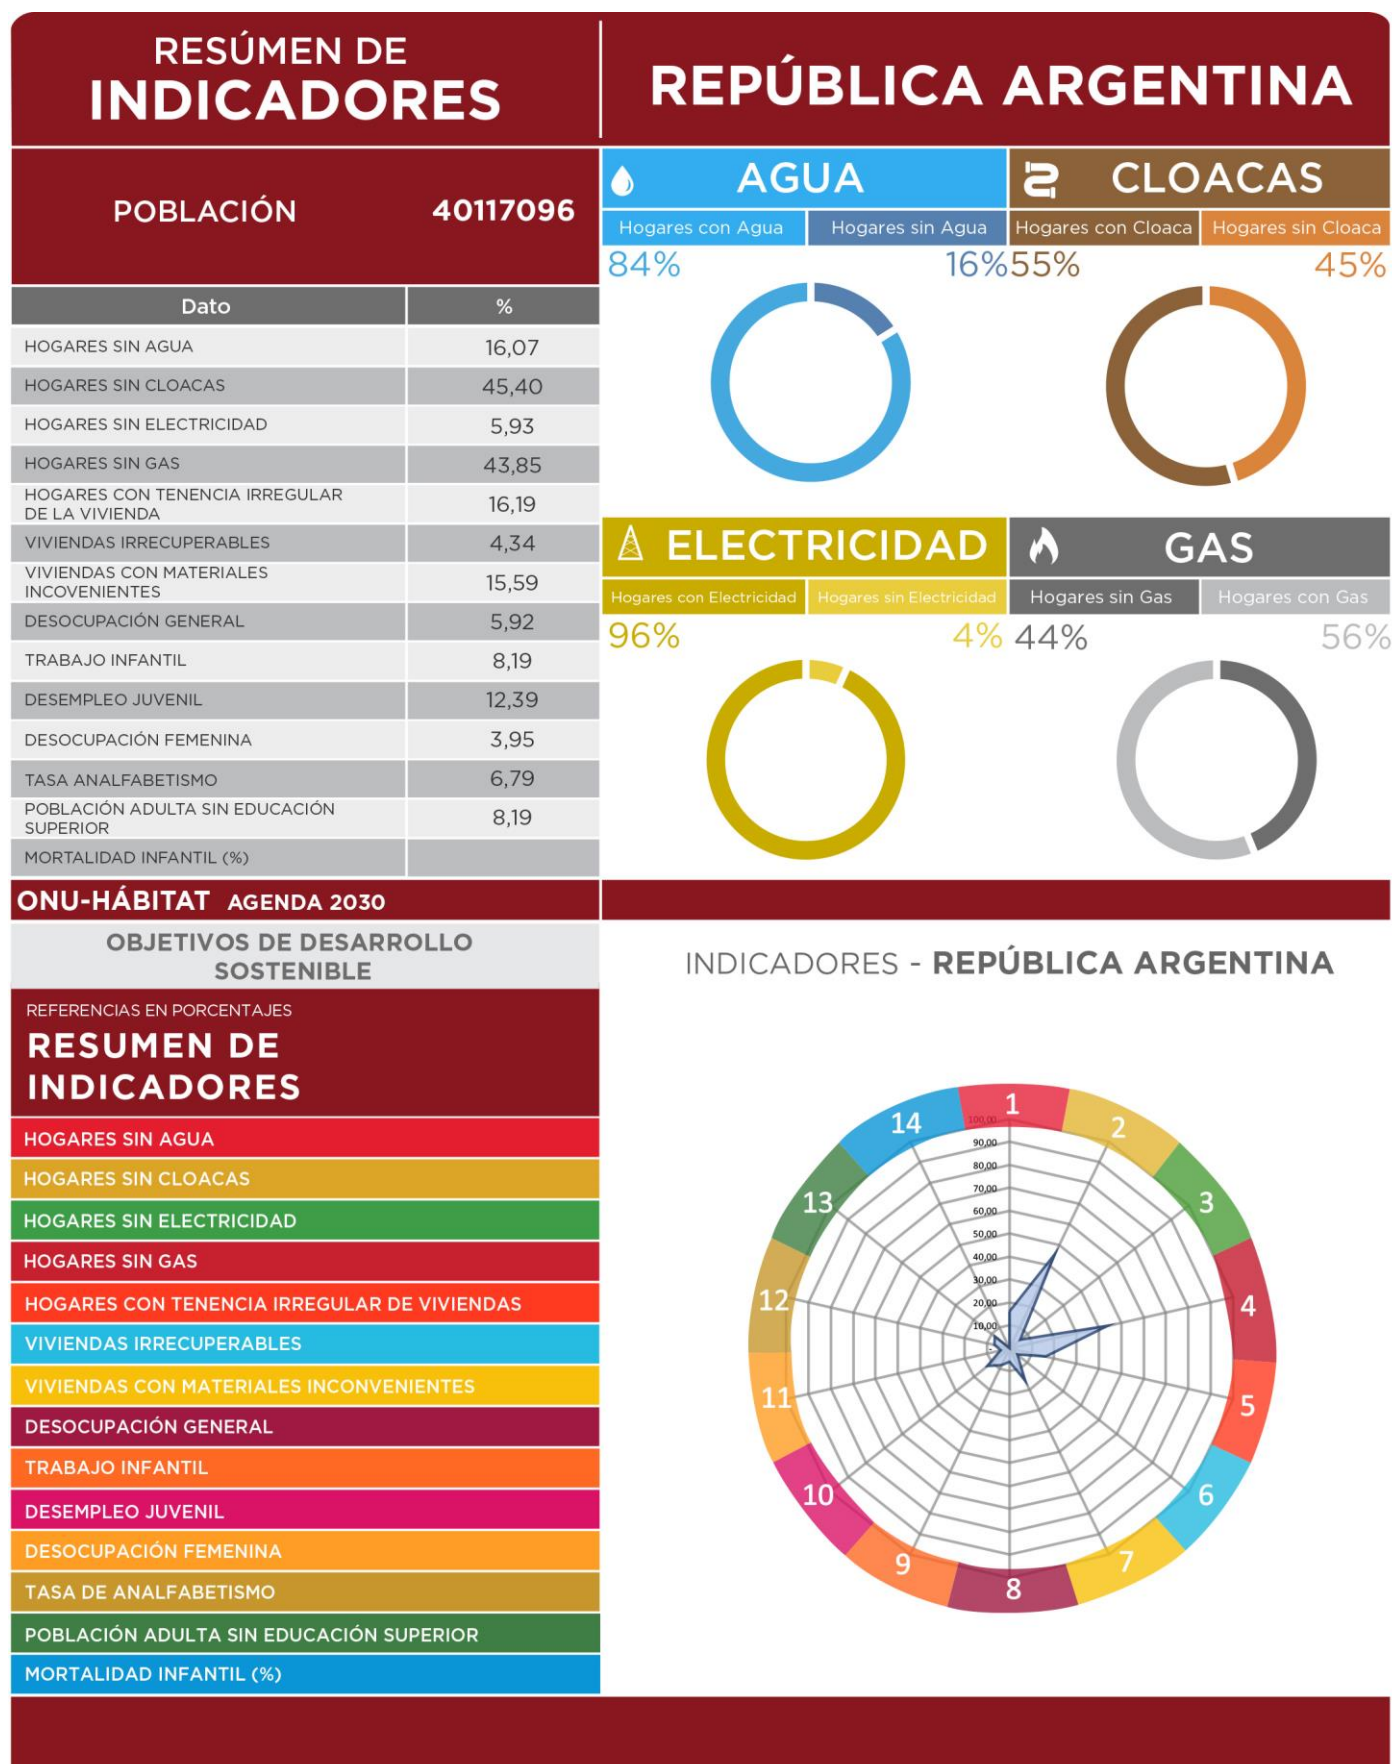 RESÚMEN DE
INDICADORES
REPÚBLICA ARGENTINA
POBLACIÓN 40117096
Dato %
HOGARES SIN AGUA 16,07
HOGARES SIN CLOACAS 45,40
HOGARES SIN ELECTRICIDAD 5,93
HOGARES SIN GAS 43,85
HOGARES CON TENENCIA IRREGULAR
DE LA VIVIENDA 16,19
VIVIENDAS IRRECUPERABLES 4,34
VIVIENDAS CON MATERIALES
INCOVENIENTES 15,59
DESOCUPACIÓN GENERAL 5,92
TRABAJO INFANTIL 8,19
DESEMPLEO JUVENIL 12,39
DESOCUPACIÓN FEMENINA 3,95
TASA ANALFABETISMO 6,79
POBLACIÓN ADULTA SIN EDUCACIÓN
SUPERIOR 8,19
MORTALIDAD INFANTIL (%)
AGUA
Hogares con Agua Hogares sin Agua
84% 16%
CLOACAS
Hogares con Cloaca Hogares sin Cloaca
55% 45%
ELECTRICIDAD
Hogares con Electricidad Hogares sin Electricidad
96% 4%
GAS
Hogares sin Gas Hogares con Gas
44% 56%
ONU-HÁBITAT AGENDA 2030
OBJETIVOS DE DESARROLLO
SOSTENIBLE
REFERENCIAS EN PORCENTAJES
RESUMEN DE
INDICADORES
HOGARES SIN AGUA
HOGARES SIN CLOACAS
HOGARES SIN ELECTRICIDAD
HOGARES SIN GAS
HOGARES CON TENENCIA IRREGULAR DE VIVIENDAS
VIVIENDAS IRRECUPERABLES
VIVIENDAS CON MATERIALES INCONVENIENTES
DESOCUPACIÓN GENERAL
TRABAJO INFANTIL
DESEMPLEO JUVENIL
DESOCUPACIÓN FEMENINA
TASA DE ANALFABETISMO
POBLACIÓN ADULTA SIN EDUCACIÓN SUPERIOR
MORTALIDAD INFANTIL (%)
INDICADORES - REPÚBLICA ARGENTINA
1
2
3
4
5
6
7
8
9
10
11
12
13
14
100,00
90,00
80,00
70,00
60,00
50,00
40,00
30,00
20,00
10,00
-